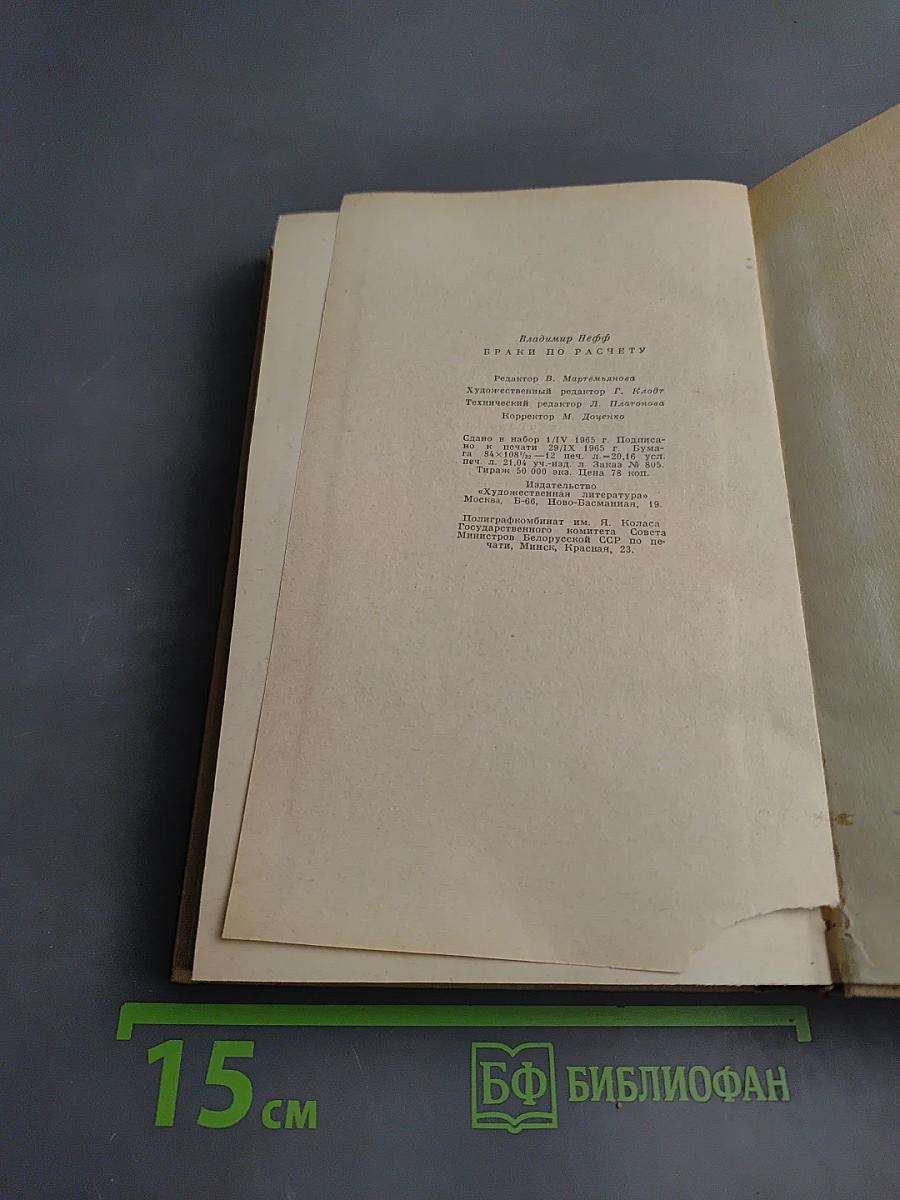 Владимир Нефф
БРАКИ ПО РАСЧЕТУ
Редактор В. Мартемьянова
Художественный редактор Г. Клодт
Технический редактор Л. Платонова
Корректор М. Доценко
Сдано в набор 1/IV 1965 г. Подписа-
но к печати 29/IX 1965 г. Бума-
га 84×108¹/₃₂—12 печ. л.=20,16 усл.
печ. л. 21,04 уч.-изд. л Заказ № 805.
Тираж 50 000 экз. Цена 78 коп.
Издательство
«Художественная литература»
Москва, Б-66, Ново-Басманная, 19.
Полиграфкомбинат им. Я. Коласа
Государственного комитета Совета
Министров Белорусской ССР по пе-
чати, Минск, Красная, 23.
15 см
БФ БИБЛИОФАН